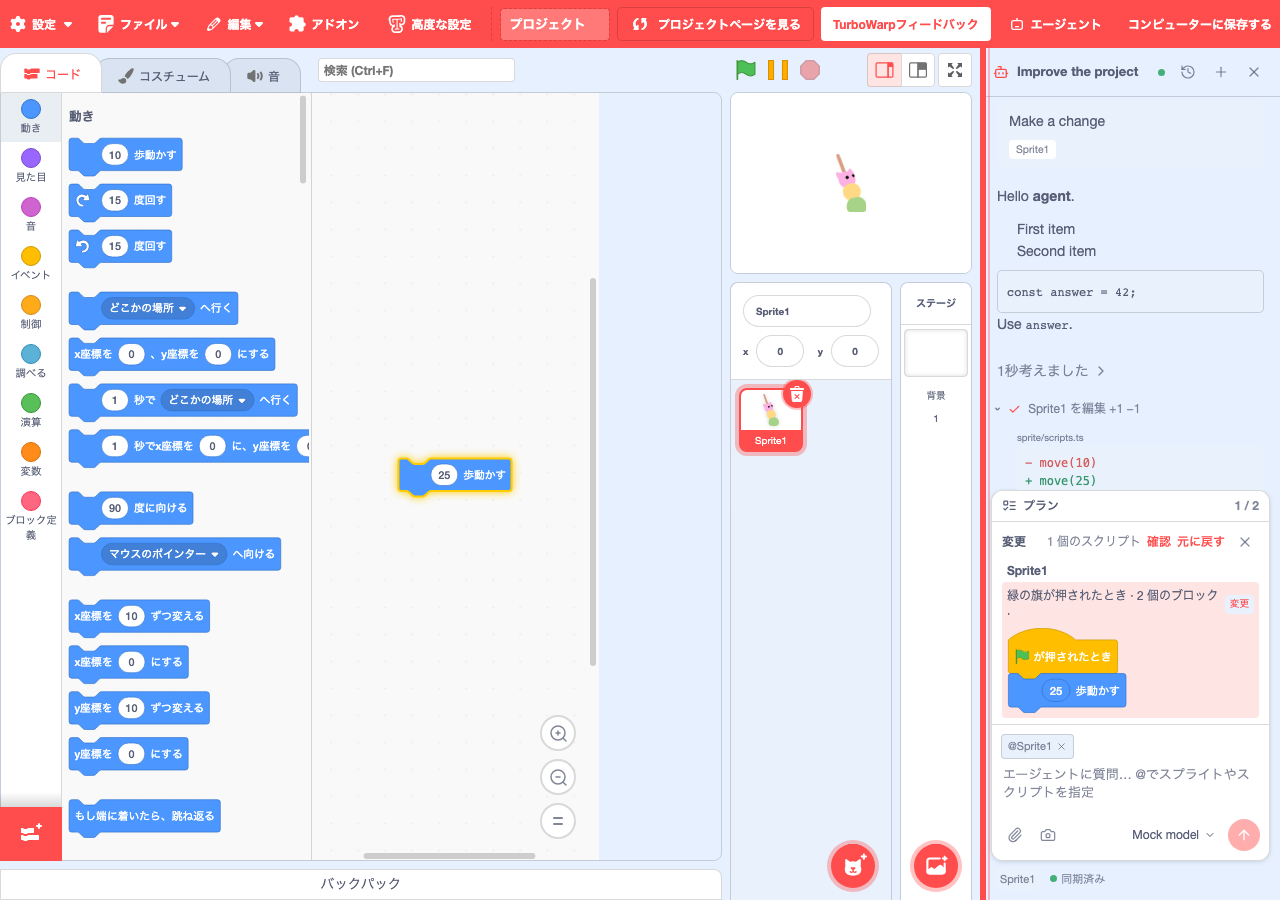 設定
ファイル
編集
アドオン
高度な設定
プロジェクト
プロジェクトページを見る
TurboWarpフィードバック
エージェント
コンピューターに保存する
コード
コスチューム
音
検索 (Ctrl+F)
動き
見た目
音
イベント
制御
調べる
演算
変数
ブロック定義
動き
10 歩動かす
15 度回す
15 度回す
どこかの場所 へ行く
x座標を 0 、y座標を 0 にする
1 秒で どこかの場所 へ行く
1 秒でx座標を 0 に、y座標を
90 度に向ける
マウスのポインター へ向ける
x座標を 10 ずつ変える
x座標を 0 にする
y座標を 10 ずつ変える
y座標を 0 にする
もし端に着いたら、跳ね返る
25 歩動かす
バックパック
Sprite1
x 0 y 0
Sprite1
ステージ
背景
1
Improve the project
Make a change
Sprite1
Hello agent.
First item
Second item
const answer = 42;
Use answer.
1秒考えました
Sprite1 を編集 +1 −1
sprite/scripts.ts
− move(10)
+ move(25)
プラン 1 / 2
変更 1 個のスクリプト 確認 元に戻す
Sprite1
緑の旗が押されたとき · 2 個のブロック
·
変更
が押されたとき
25 歩動かす
@Sprite1
エージェントに質問... @でスプライトやス
クリプトを指定
Mock model
Sprite1 同期済み